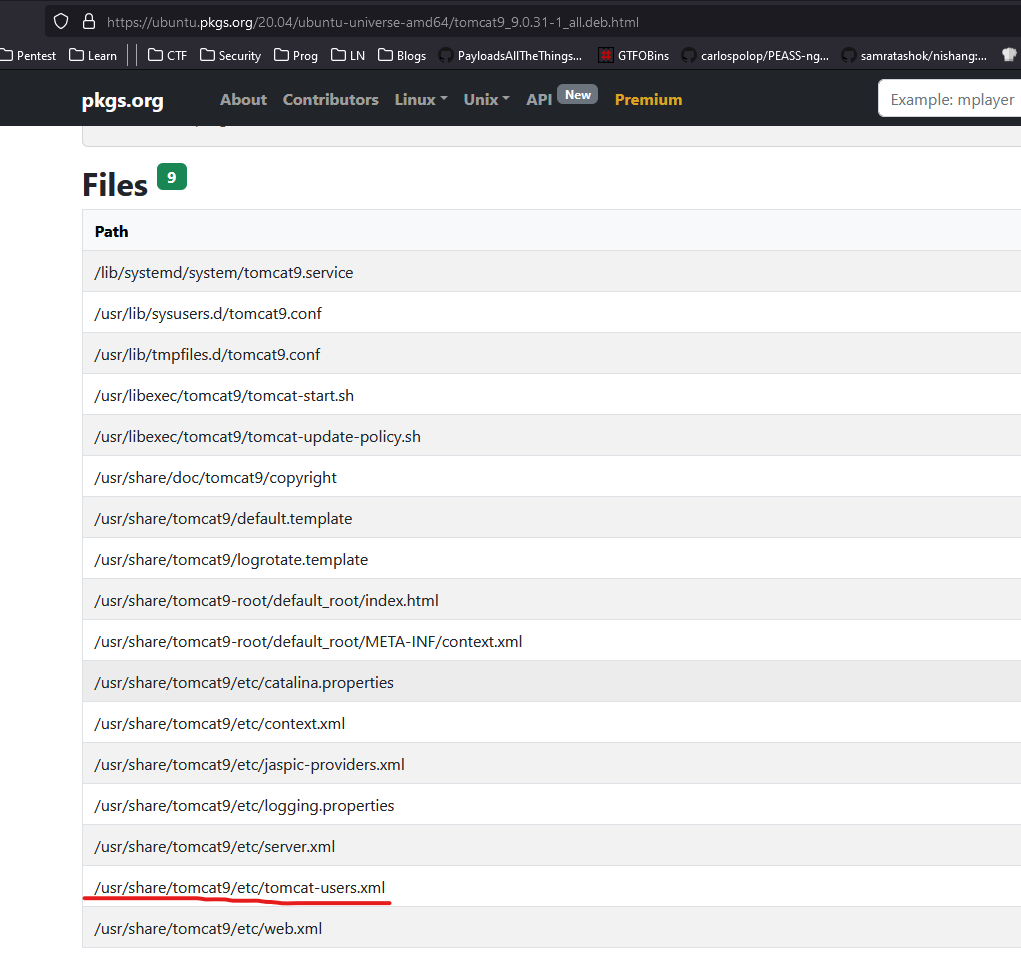 https://ubuntu.pkgs.org/20.04/ubuntu-universe-amd64/tomcat9_9.0.31-1_all.deb.html
Pentest Learn CTF Security Prog LN Blogs PayloadsAllTheThings... GTFOBins carlospolop/PEASS-ng... samratashok/nishang:...
pkgs.org About Contributors Linux Unix API New Premium Example: mplayer
Files 9
Path
/lib/systemd/system/tomcat9.service
/usr/lib/sysusers.d/tomcat9.conf
/usr/lib/tmpfiles.d/tomcat9.conf
/usr/libexec/tomcat9/tomcat-start.sh
/usr/libexec/tomcat9/tomcat-update-policy.sh
/usr/share/doc/tomcat9/copyright
/usr/share/tomcat9/default.template
/usr/share/tomcat9/logrotate.template
/usr/share/tomcat9-root/default_root/index.html
/usr/share/tomcat9-root/default_root/META-INF/context.xml
/usr/share/tomcat9/etc/catalina.properties
/usr/share/tomcat9/etc/context.xml
/usr/share/tomcat9/etc/jaspic-providers.xml
/usr/share/tomcat9/etc/logging.properties
/usr/share/tomcat9/etc/server.xml
/usr/share/tomcat9/etc/tomcat-users.xml
/usr/share/tomcat9/etc/web.xml